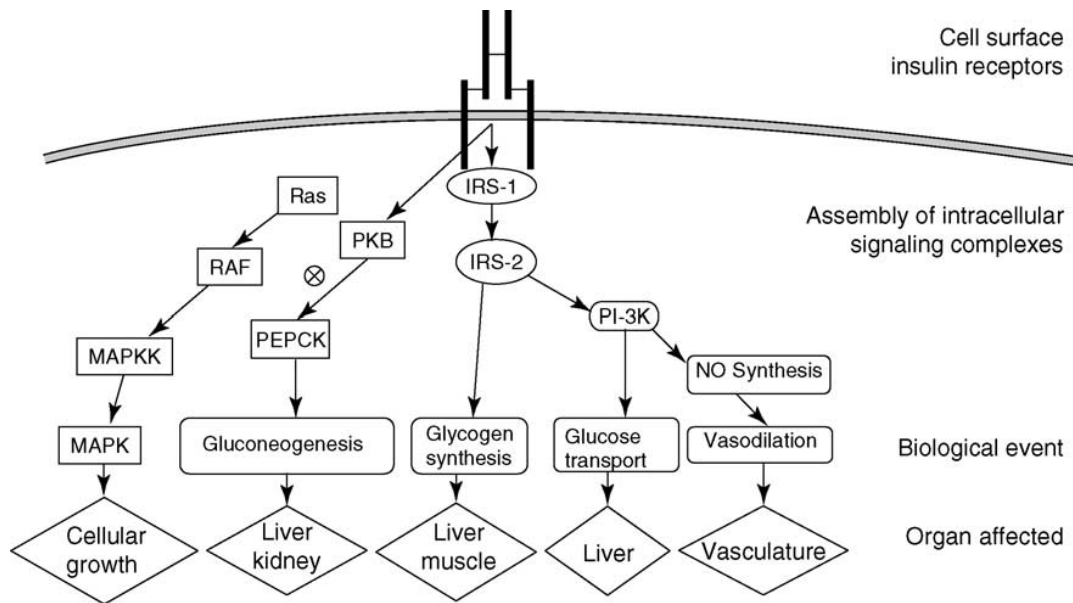 Cell surface
insulin receptors
IRS-1
Ras
Assembly of intracellular
signaling complexes
PKB
RAF
IRS-2
PI-3K
PEPCK
MAPKK
NO Synthesis
MAPK
Gluconeogenesis
Glycogen
synthesis
Glucose
transport
Vasodilation
Biological event
Cellular
growth
Liver
kidney
Liver
muscle
Liver
Vasculature
Organ affected